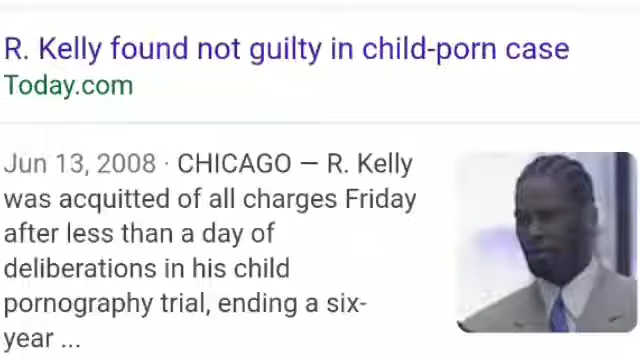 R. Kelly found not guilty in child-porn case
Today.com
Jun 13, 2008 · CHICAGO — R. Kelly
was acquitted of all charges Friday
after less than a day of
deliberations in his child
pornography trial, ending a six-
year ...